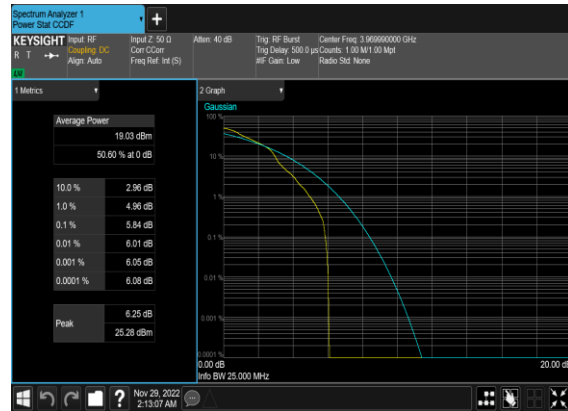 Spectrum Analyzer 1
Power Stat CCDF
KEYSIGHT
R T
LXI
Input: RF
Coupling: DC
Align: Auto
Input Z: 50 Ω
Corr CCorr
Freq Ref: Int (S)
Atten: 40 dB
Trig: RF Burst
Trig Delay: 500.0 µs
#IF Gain: Low
Center Freq: 3.969990000 GHz
Counts: 1.00 M/1.00 Mpt
Radio Std: None
1 Metrics
Average Power
19.03 dBm
50.60 % at 0 dB
10.0 % 2.96 dB
1.0 % 4.96 dB
0.1 % 5.84 dB
0.01 % 6.01 dB
0.001 % 6.05 dB
0.0001 % 6.08 dB
Peak
6.25 dB
25.28 dBm
2 Graph
Gaussian
100 %
10 %
1 %
0.1 %
0.01 %
0.001 %
0.0001 %
0.00 dB
20.00 dB
Info BW 25.000 MHz
Nov 29, 2022
2:13:07 AM